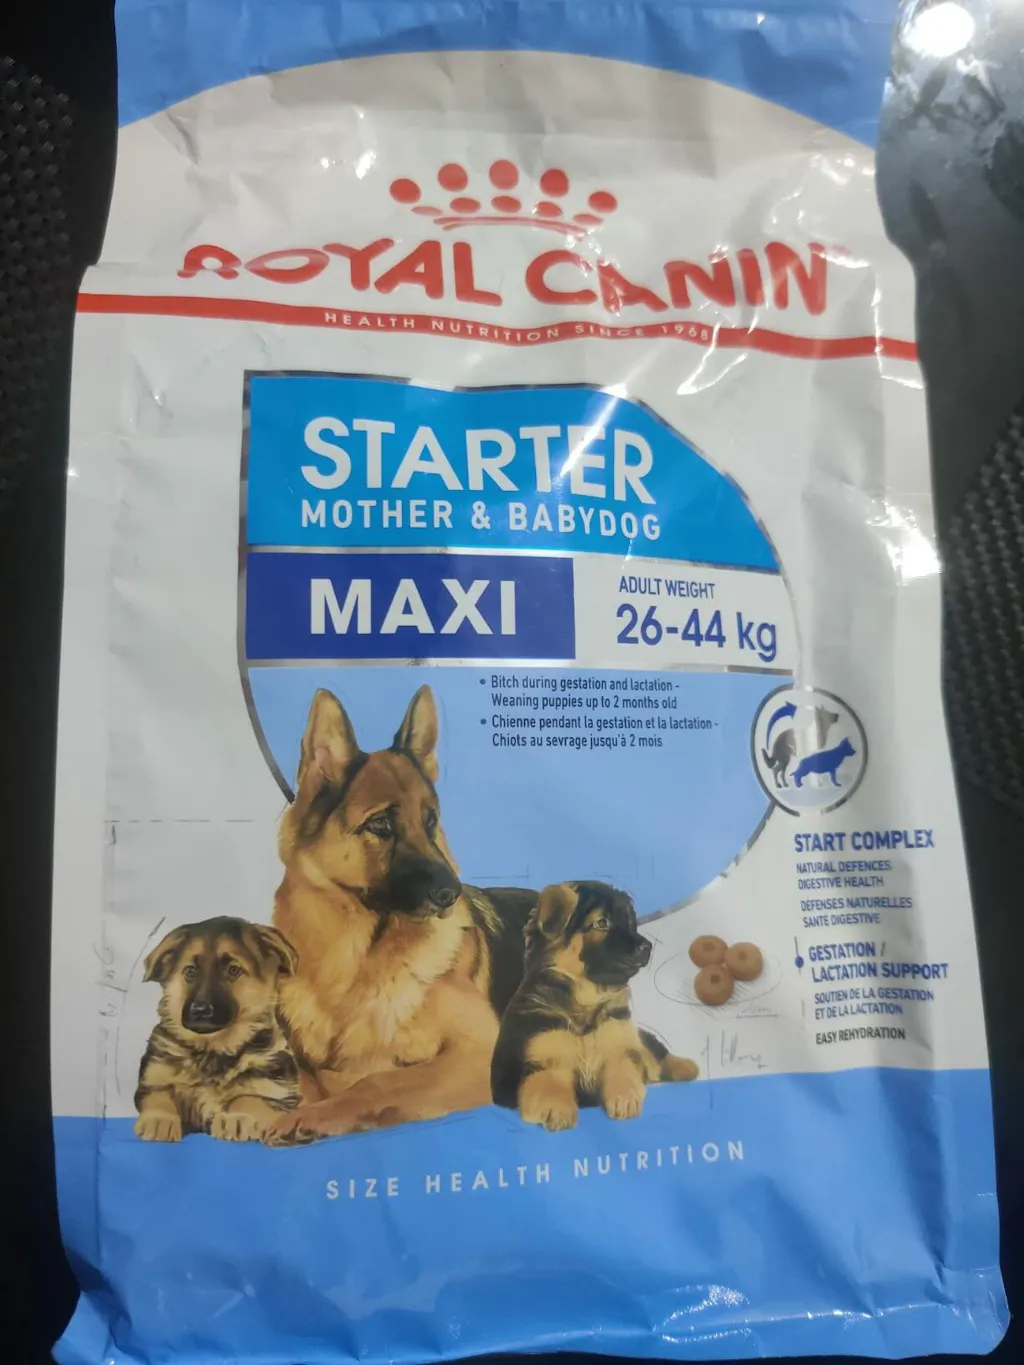 ROYAL CANIN
HEALTH NUTRITION SINCE 1968
STARTER
MOTHER & BABYDOG
MAXI
ADULT WEIGHT
26-44 kg
• Bitch during gestation and lactation -
Weaning puppies up to 2 months old
• Chienne pendant la gestation et la lactation -
Chiots au sevrage jusqu'à 2 mois
START COMPLEX
NATURAL DEFENCES
DIGESTIVE HEALTH
DÉFENSES NATURELLES
SANTÉ DIGESTIVE
GESTATION /
LACTATION SUPPORT
SOUTIEN DE LA GESTATION
ET DE LA LACTATION
EASY REHYDRATION
SIZE HEALTH NUTRITION